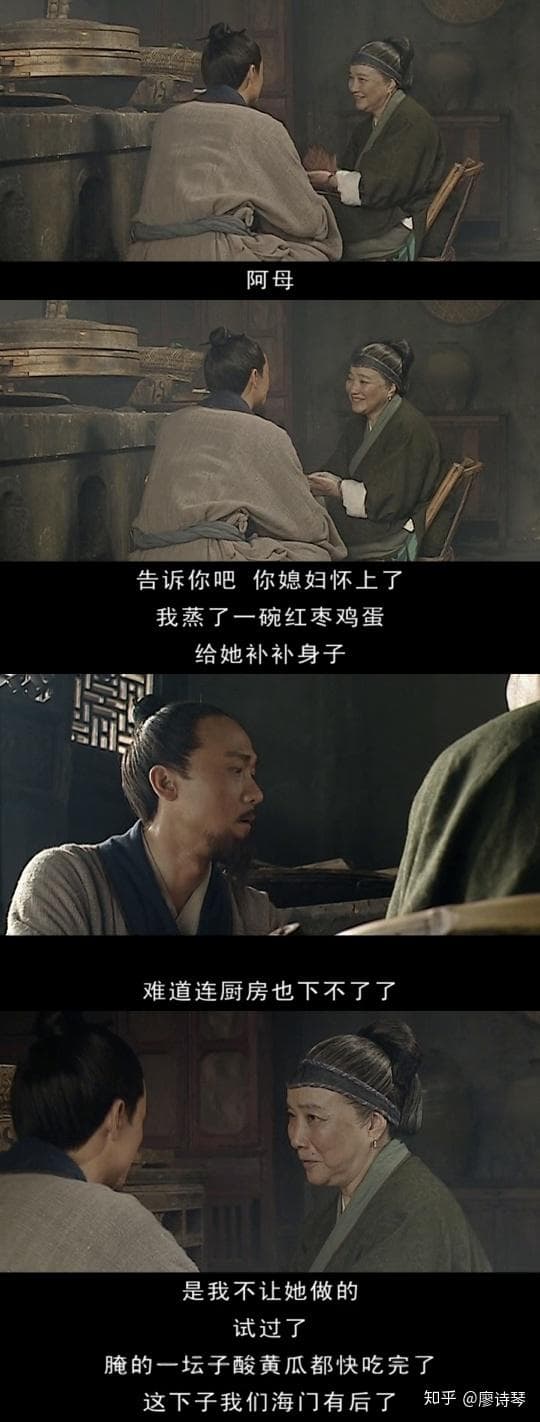 阿母
告诉你吧 你媳妇怀上了
我蒸了一碗红枣鸡蛋
给她补补身子
难道连厨房也下不了了
是我不让她做的
试过了
腌的一坛子酸黄瓜都快吃完了
这下子我们海门有后了
知乎 @廖诗琴